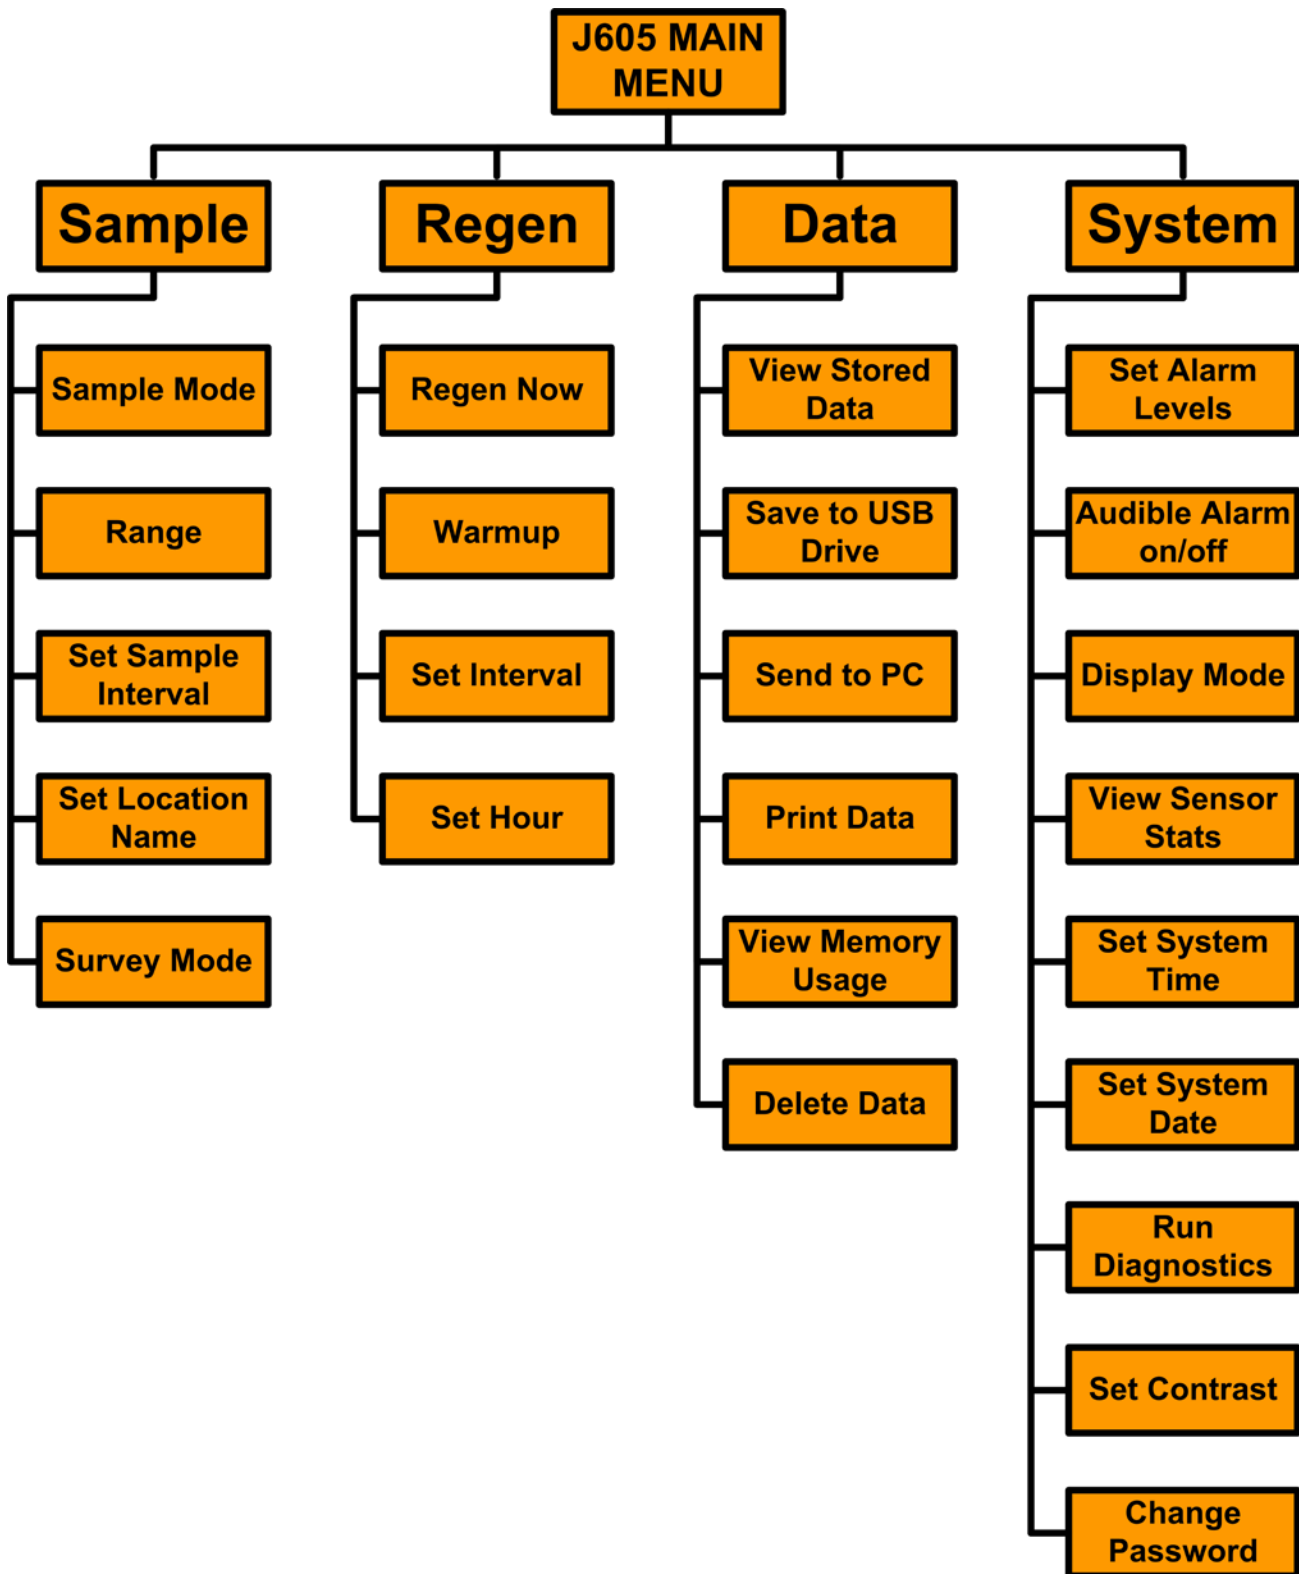 J605 MAIN
MENU
Sample
Sample Mode
Range
Set Sample
Interval
Set Location
Name
Survey Mode
Regen
Regen Now
Warmup
Set Interval
Set Hour
Data
View Stored
Data
Save to USB
Drive
Send to PC
Print Data
View Memory
Usage
Delete Data
System
Set Alarm
Levels
Audible Alarm
on/off
Display Mode
View Sensor
Stats
Set System
Time
Set System
Date
Run
Diagnostics
Set Contrast
Change
Password